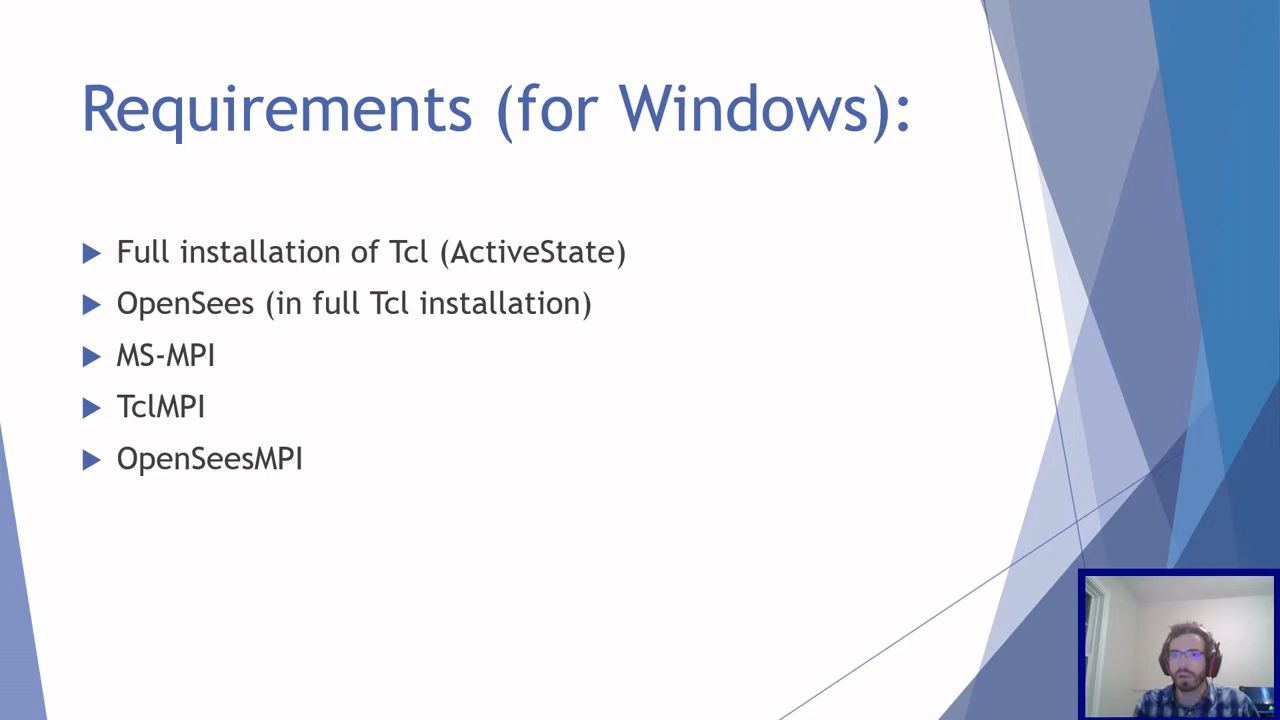 Requirements (for Windows):
Full installation of Tcl (ActiveState)
OpenSees (in full Tcl installation)
MS-MPI
TclMPI
OpenSeesMPI